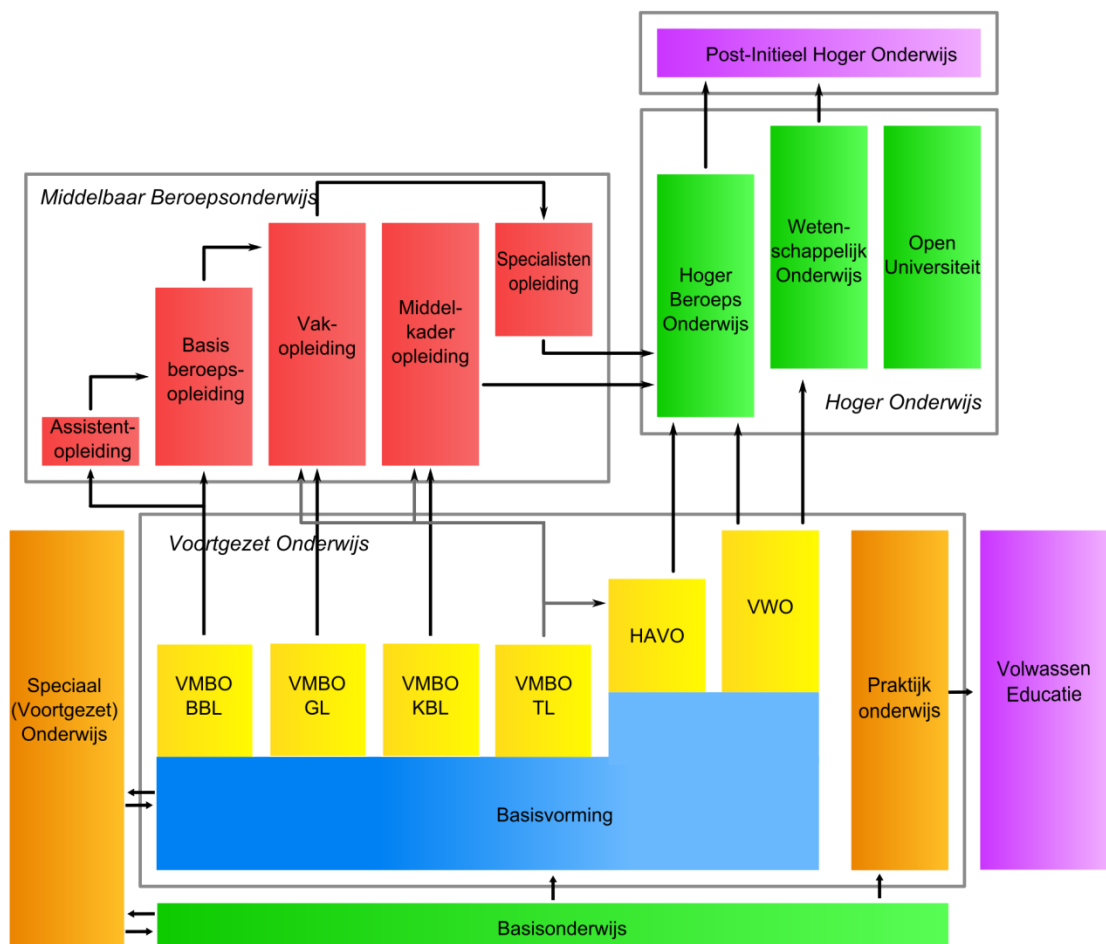 Post-Initieel Hoger Onderwijs
Middelbaar Beroepsonderwijs
Specialisten
opleiding
Vak-
opleiding
Middel-
kader
opleiding
Basis
beroeps-
opleiding
Assistent-
opleiding
Hoger
Beroeps
Onderwijs
Weten-
schappelijk
Onderwijs
Open
Universiteit
Hoger Onderwijs
Voortgezet Onderwijs
Speciaal
(Voortgezet)
Onderwijs
VMBO
BBL
VMBO
GL
VMBO
KBL
VMBO
TL
HAVO
VWO
Praktijk
onderwijs
Volwassen
Educatie
Basisvorming
Basisonderwijs